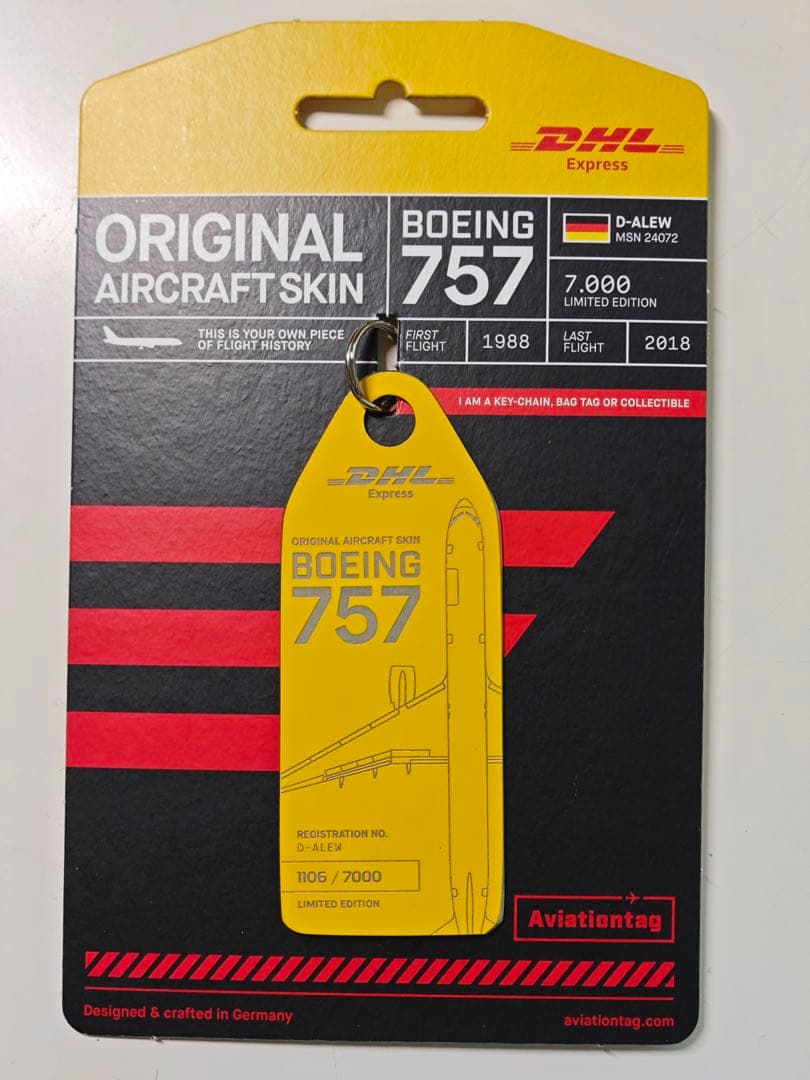 DHL
Express
ORIGINAL
AIRCRAFT SKIN
BOEING
757
D-ALEW
MSN 24072
7.000
LIMITED EDITION
THIS IS YOUR OWN PIECE
OF FLIGHT HISTORY
FIRST
FLIGHT
1988
LAST
FLIGHT
2018
I AM A KEY-CHAIN, BAG TAG OR COLLECTIBLE
DHL
Express
ORIGINAL AIRCRAFT SKIN
BOEING
757
REGISTRATION NO.
D-ALEW
1106 / 7000
LIMITED EDITION
Aviationtag
Designed & crafted in Germany
aviationtag.com